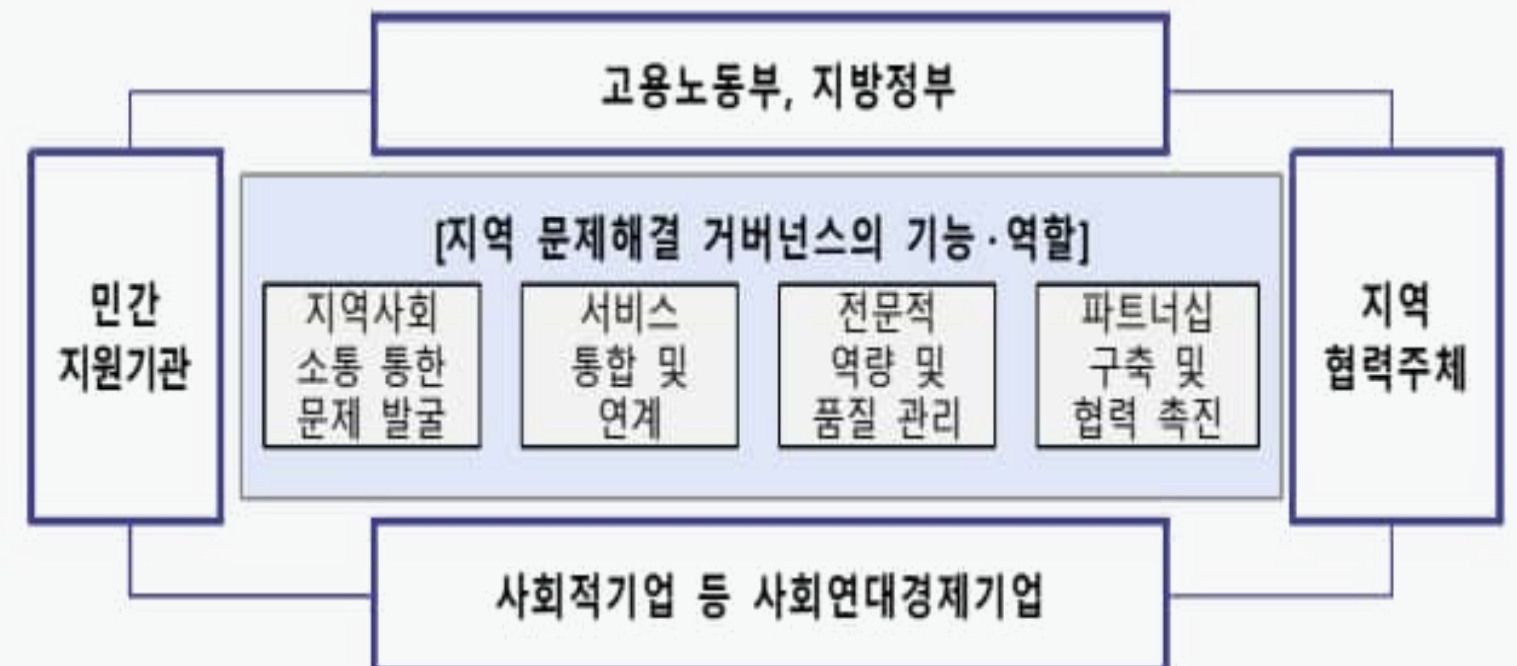 고용노동부, 지방정부
민간
지원기관
[지역 문제해결 거버넌스의 기능·역할]
지역사회
소통 통한
문제 발굴
서비스
통합 및
연계
전문적
역량 및
품질 관리
파트너십
구축 및
협력 촉진
지역
협력주체
사회적기업 등 사회연대경제기업